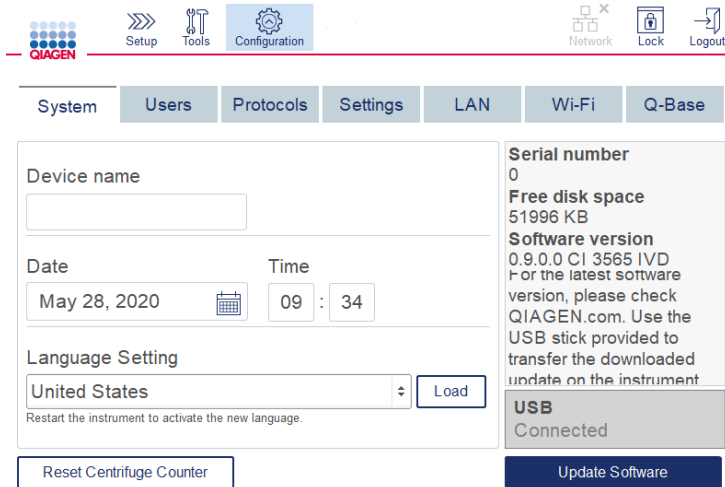 QIAGEN
Setup
Tools
Configuration
Network
Lock
Logout
System
Users
Protocols
Settings
LAN
Wi-Fi
Q-Base
Device name
Date
Time
May 28, 2020
09 : 34
Language Setting
United States
Load
Restart the instrument to activate the new language.
Reset Centrifuge Counter
Serial number
0
Free disk space
51996 KB
Software version
0.9.0.0 CI 3565 IVD
For the latest software
version, please check
QIAGEN.com. Use the
USB stick provided to
transfer the downloaded
update on the instrument
USB
Connected
Update Software